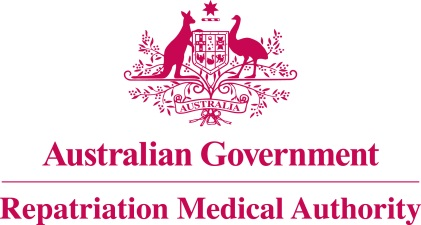 AUSTRALIA
Australian Government
Repatriation Medical Authority